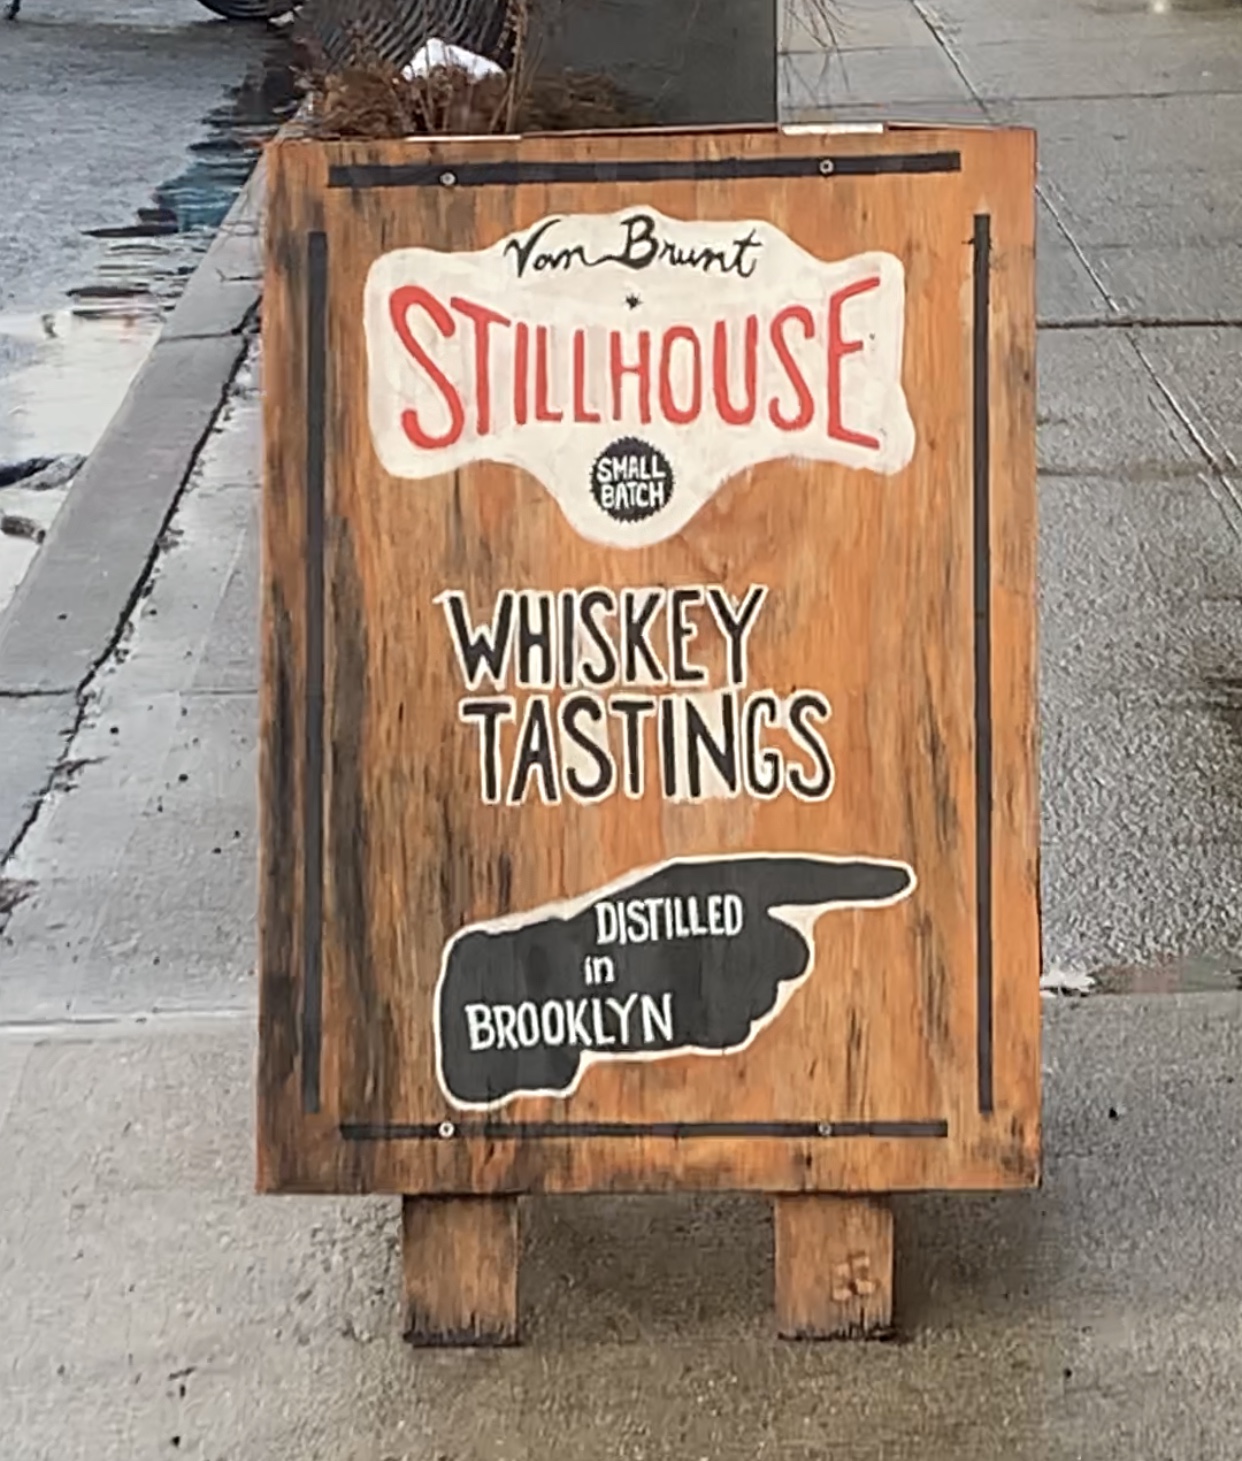 Van Brunt
STILLHOUSE
SMALL
BATCH
WHISKEY
TASTINGS
DISTILLED
in
BROOKLYN